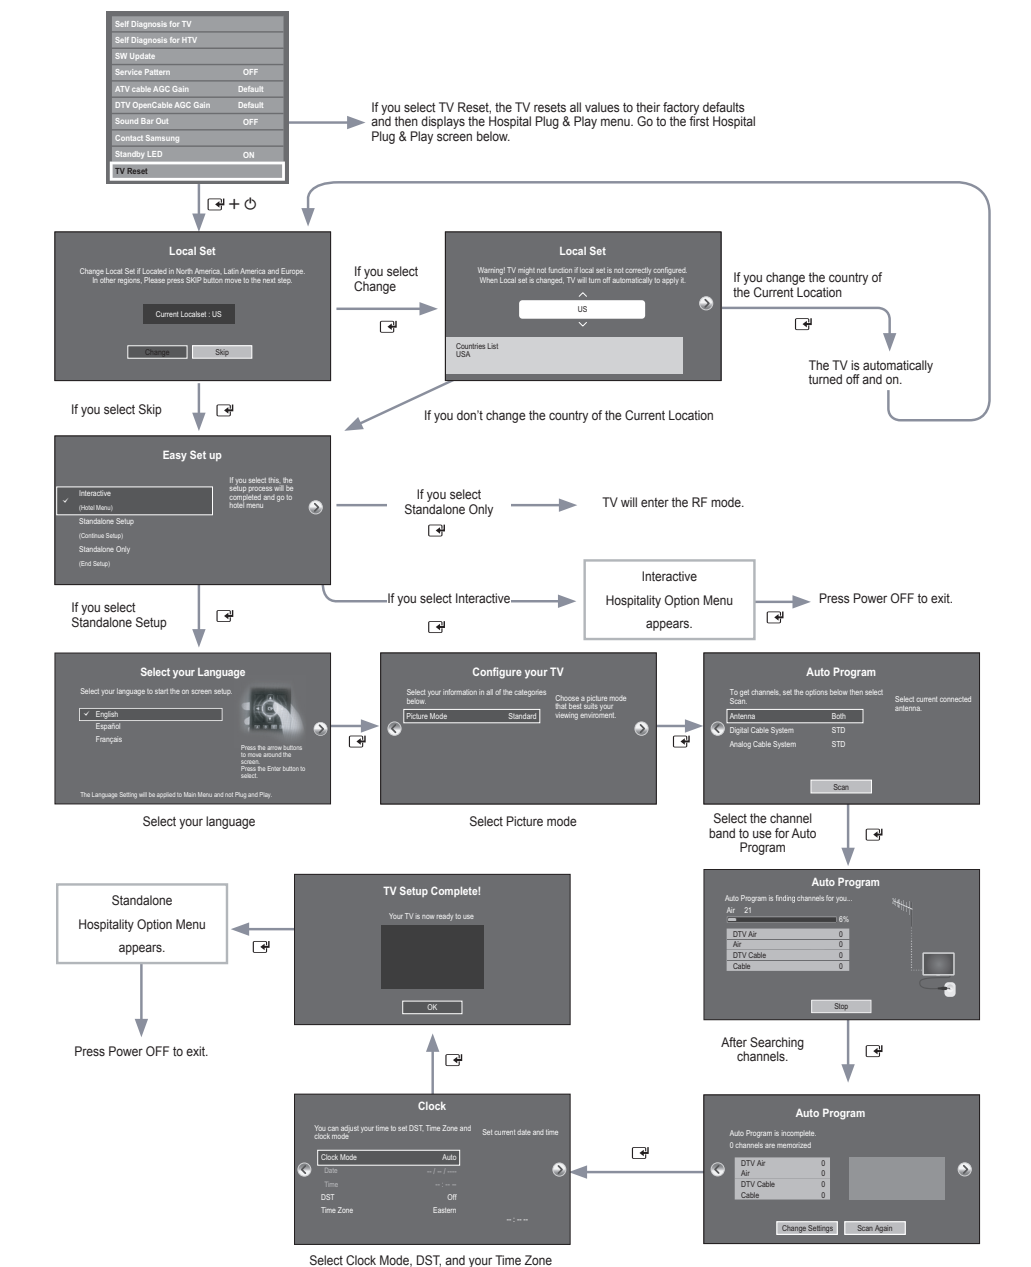 Self Diagnosis for TV
Self Diagnosis for HTV
SW Update
Service Pattern OFF
ATV cable AGC Gain Default
DTV OpenCable AGC Gain Default
Sound Bar Out OFF
Contact Samsung
Standby LED ON
TV Reset
If you select TV Reset, the TV resets all values to their factory defaults
and then displays the Hospital Plug & Play menu. Go to the first Hospital
Plug & Play screen below.
+
Local Set
Change Locat Set if Located in North America, Latin America and Europe.
In other regions, Please press SKIP button move to the next step.
Current Localset : US
Change Skip
If you select
Change
Local Set
Warning! TV might not function if local set is not correctly configured.
When Local set is changed, TV will turn off automatically to apply it.
US
Countries List
USA
If you change the country of
the Current Location
The TV is automatically
turned off and on.
If you select Skip
If you don't change the country of the Current Location
Easy Set up
Interactive
(Hotel Menu)
Standalone Setup
(Continue Setup)
Standalone Only
(End Setup)
If you select this, the
setup process will be
completed and go to
hotel menu
If you select
Standalone Only
TV will enter the RF mode.
If you select
Standalone Setup
If you select Interactive
Interactive
Hospitality Option Menu
appears.
Press Power OFF to exit.
Select your Language
Select your language to start the on screen setup.
English
Español
Français
Press the arrow buttons
to move around the
screen.
Press the Enter button to
select.
The Language Setting will be applied to Main Menu and not Plug and Play.
Select your language
Configure your TV
Select your information in all of the categories
below.
Picture Mode Standard
Choose a picture mode
that best suits your
viewing enviroment.
Select Picture mode
Auto Program
To get channels, set the options below then select
Scan.
Antenna Both
Digital Cable System STD
Analog Cable System STD
Select current connected
antenna.
Scan
Select the channel
band to use for Auto
Program
Auto Program
Auto Program is finding channels for you...
Air 21
6%
DTV Air 0
Air 0
DTV Cable 0
Cable 0
Stop
TV Setup Complete!
Your TV is now ready to use
OK
Standalone
Hospitality Option Menu
appears.
Press Power OFF to exit.
After Searching
channels.
Auto Program
Auto Program is incomplete.
0 channels are memorized
DTV Air 0
Air 0
DTV Cable 0
Cable 0
Change Settings Scan Again
Clock
You can adjust your time to set DST, Time Zone and
clock mode
Set current date and time
Clock Mode Auto
Date -- / -- / ----
Time -- : -- --
DST Off
Time Zone Eastern
-- : -- --
Select Clock Mode, DST, and your Time Zone